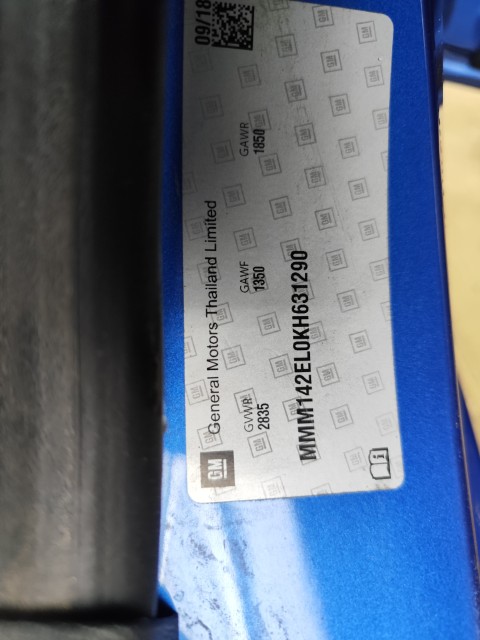 09/18
GM General Motors Thailand Limited
GVWR GAWF GAWR
2835 1350 1850
MMM142EL0KH631290